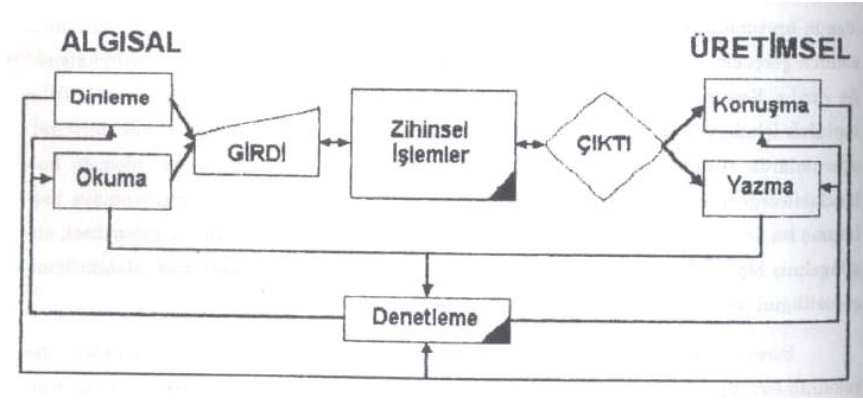 ALGISAL
ÜRETİMSEL
Dinleme
Okuma
GİRDİ
Zihinsel
İşlemler
ÇIKTI
Konuşma
Yazma
Denetleme